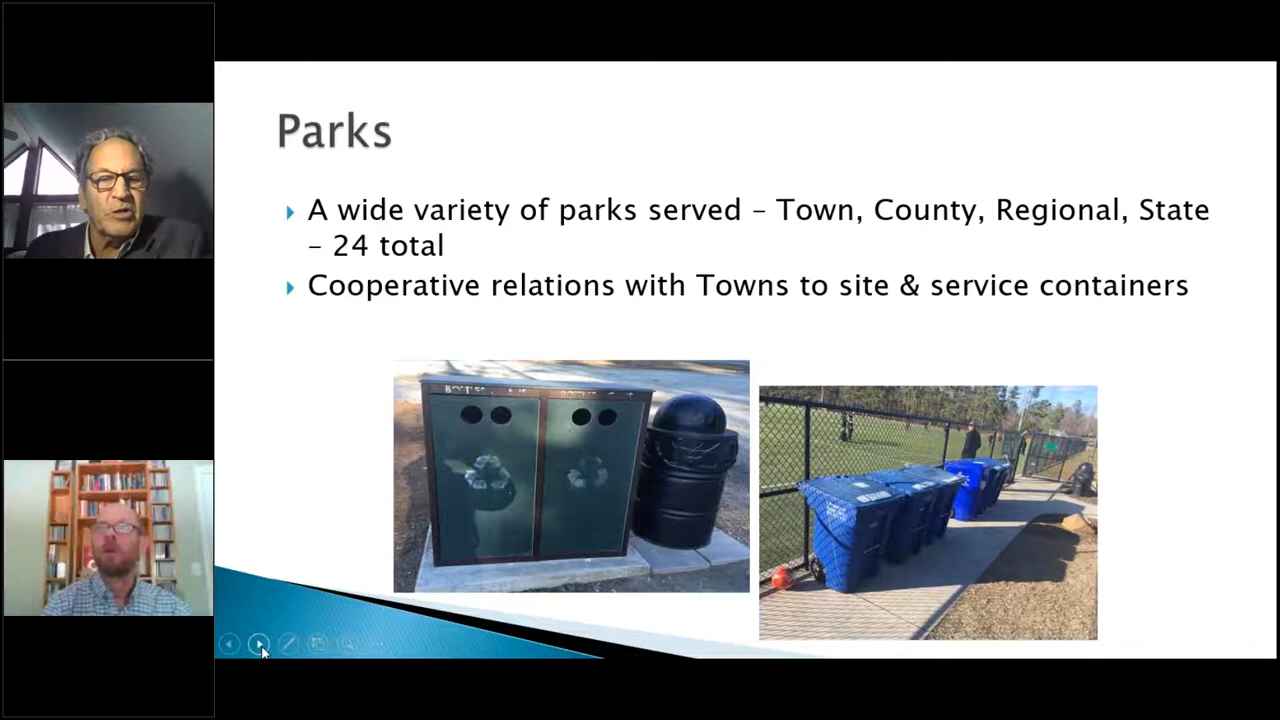 Parks
A wide variety of parks served – Town, County, Regional, State
– 24 total
Cooperative relations with Towns to site & service containers